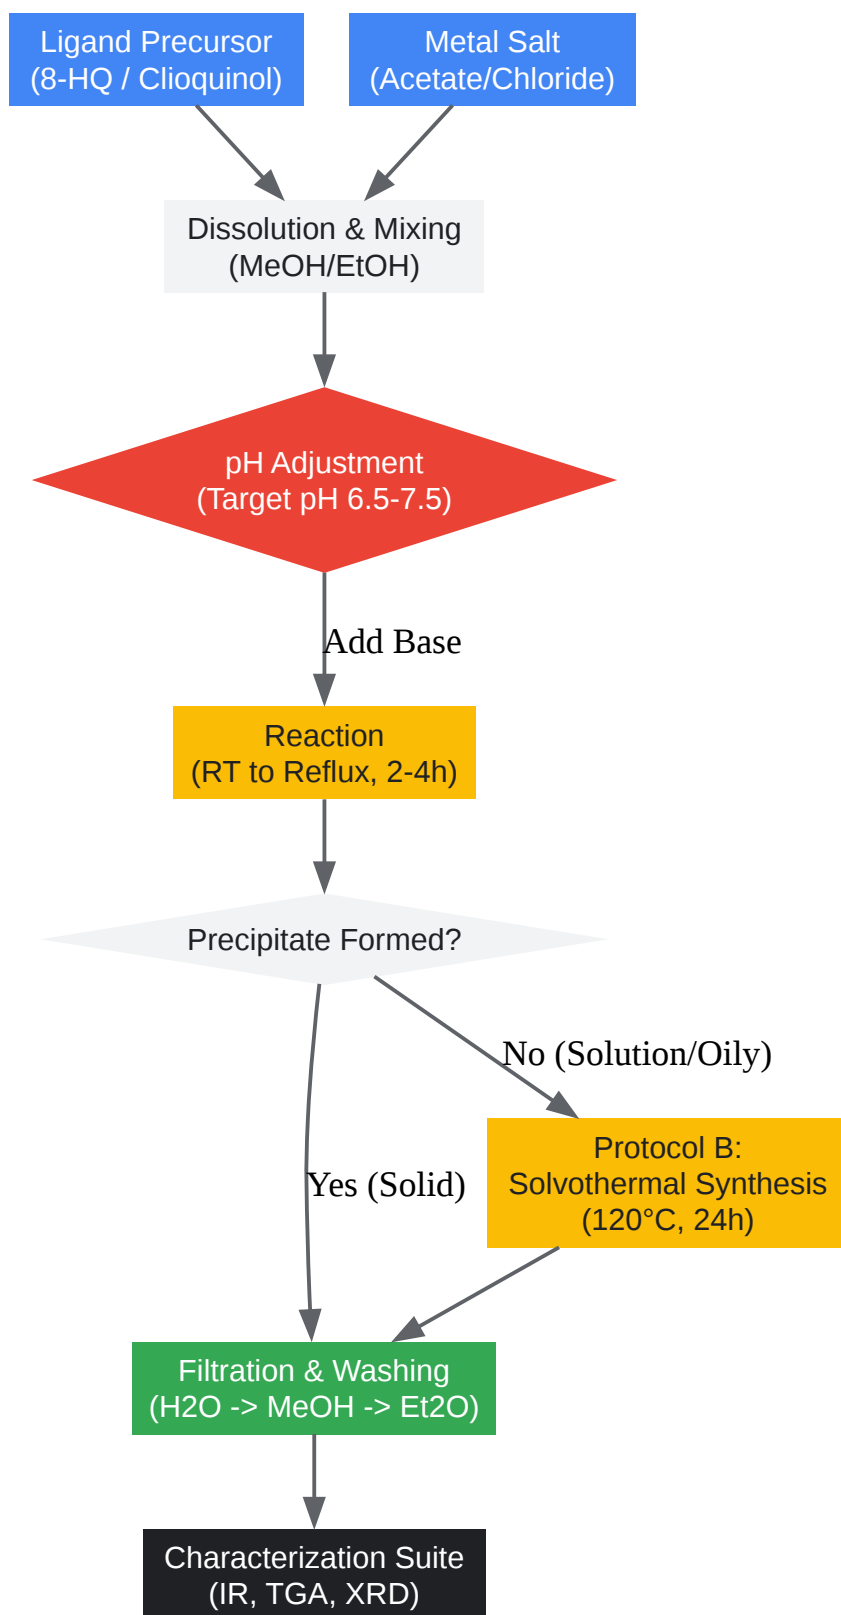 Ligand Precursor
(8-HQ / Clioquinol)
Metal Salt
(Acetate/Chloride)
Dissolution & Mixing
(MeOH/EtOH)
pH Adjustment
(Target pH 6.5-7.5)
Add Base
Reaction
(RT to Reflux, 2-4h)
Precipitate Formed?
No (Solution/Oily)
Protocol B:
Solvothermal Synthesis
(120°C, 24h)
Yes (Solid)
Filtration & Washing
(H2O -> MeOH -> Et2O)
Characterization Suite
(IR, TGA, XRD)